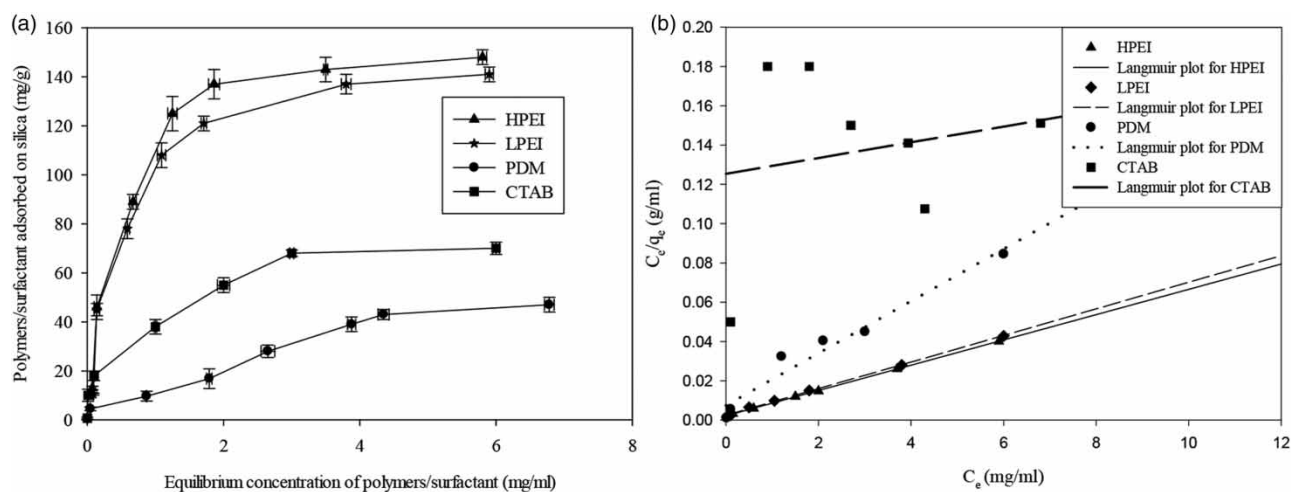 (a)
160
140
120
100
80
60
40
20
0
0 2 4 6 8
Polymers/surfactant adsorbed on silica (mg/g)
Equilibrium concentration of polymers/surfactant (mg/ml)
HPEI
LPEI
PDM
CTAB
(b)
0.20
0.18
0.16
0.14
0.12
0.10
0.08
0.06
0.04
0.02
0.00
0 2 4 6 8 10 12
Ce/qe (g/ml)
Ce (mg/ml)
HPEI
Langmuir plot for HPEI
LPEI
Langmuir plot for LPEI
PDM
Langmuir plot for PDM
CTAB
Langmuir plot for CTAB